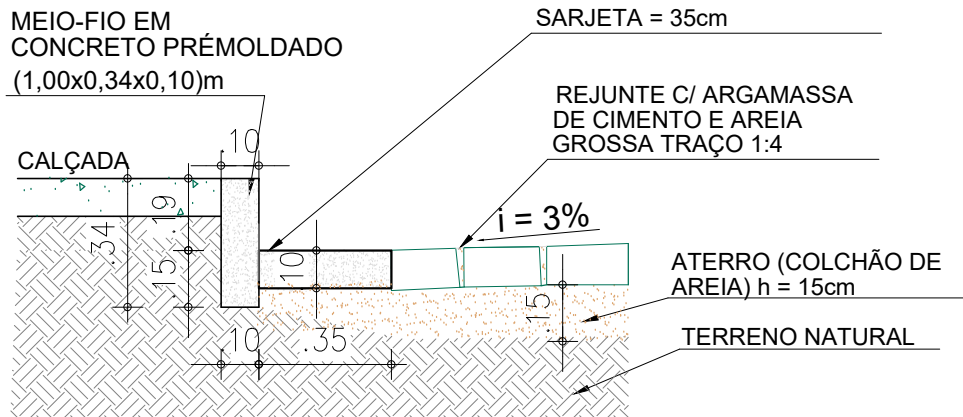 MEIO-FIO EM
CONCRETO PRÉMOLDADO
(1,00x0,34x0,10)m
SARJETA = 35cm
REJUNTE C/ ARGAMASSA
DE CIMENTO E AREIA
GROSSA TRAÇO 1:4
CALÇADA
.10
.19
.34
.15
.10
i = 3%
ATERRO (COLCHÃO DE
AREIA) h = 15cm
.15
TERRENO NATURAL
.10
.35